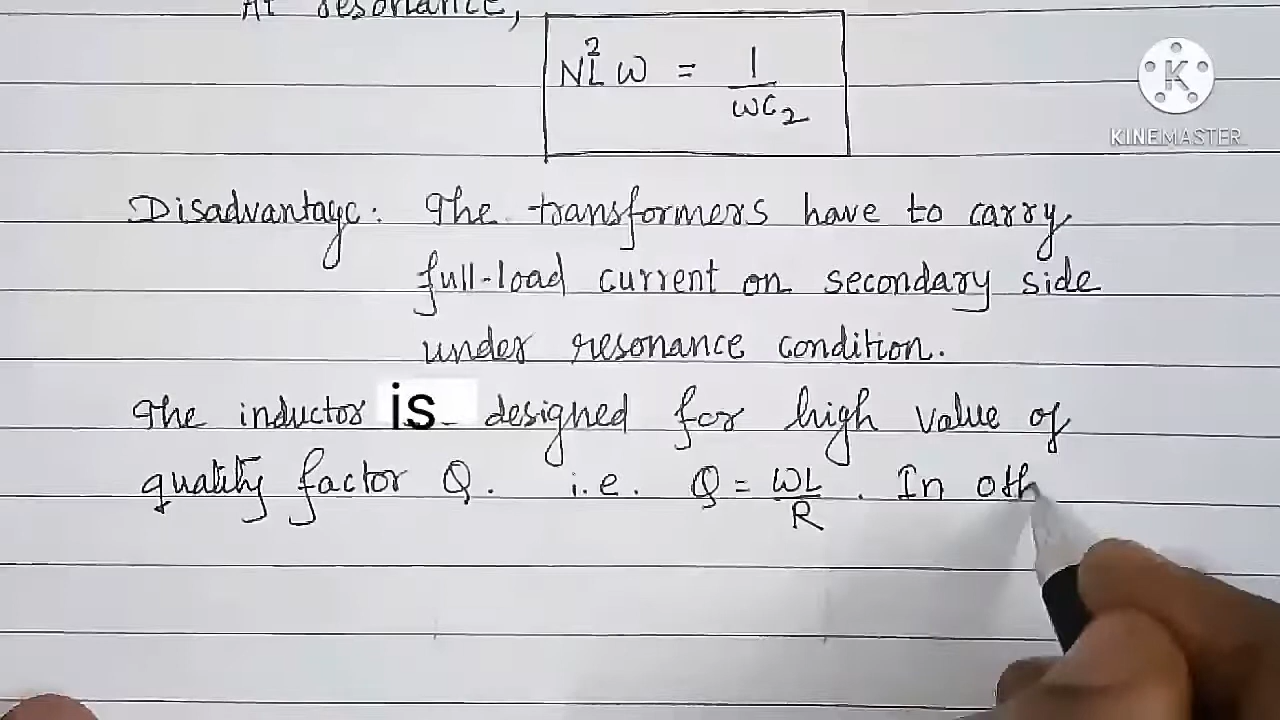 At resonance,
N²L ω = 1/ωC₂
K
KINEMASTER
Disadvantage: The transformers have to carry
full-load current on secondary side
under resonance condition.
The inductor is designed for high value of
quality factor Q. i.e. Q = ωL/R . In oth